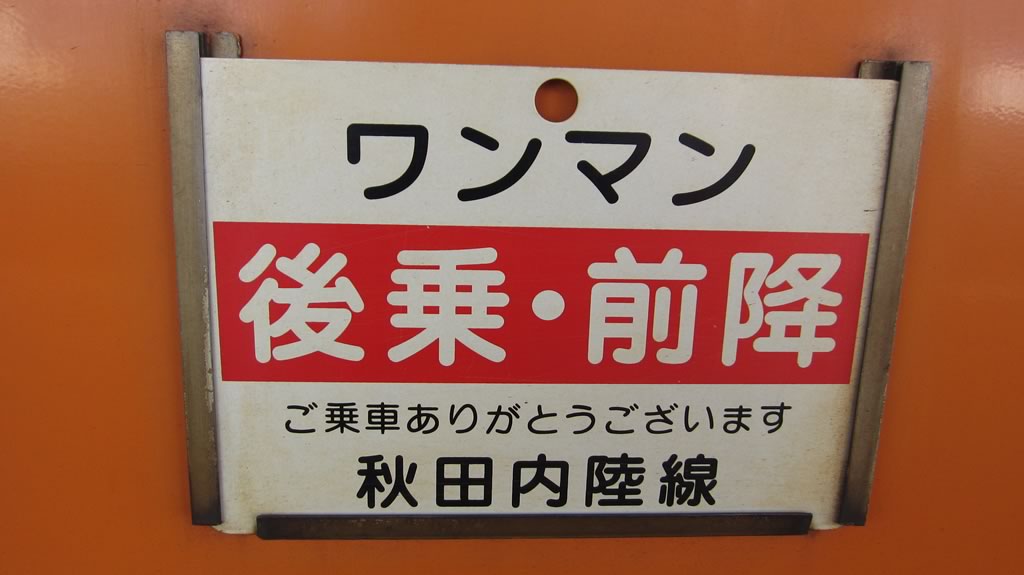 ワンマン
後乗・前降
ご乗車ありがとうございます
秋田内陸線